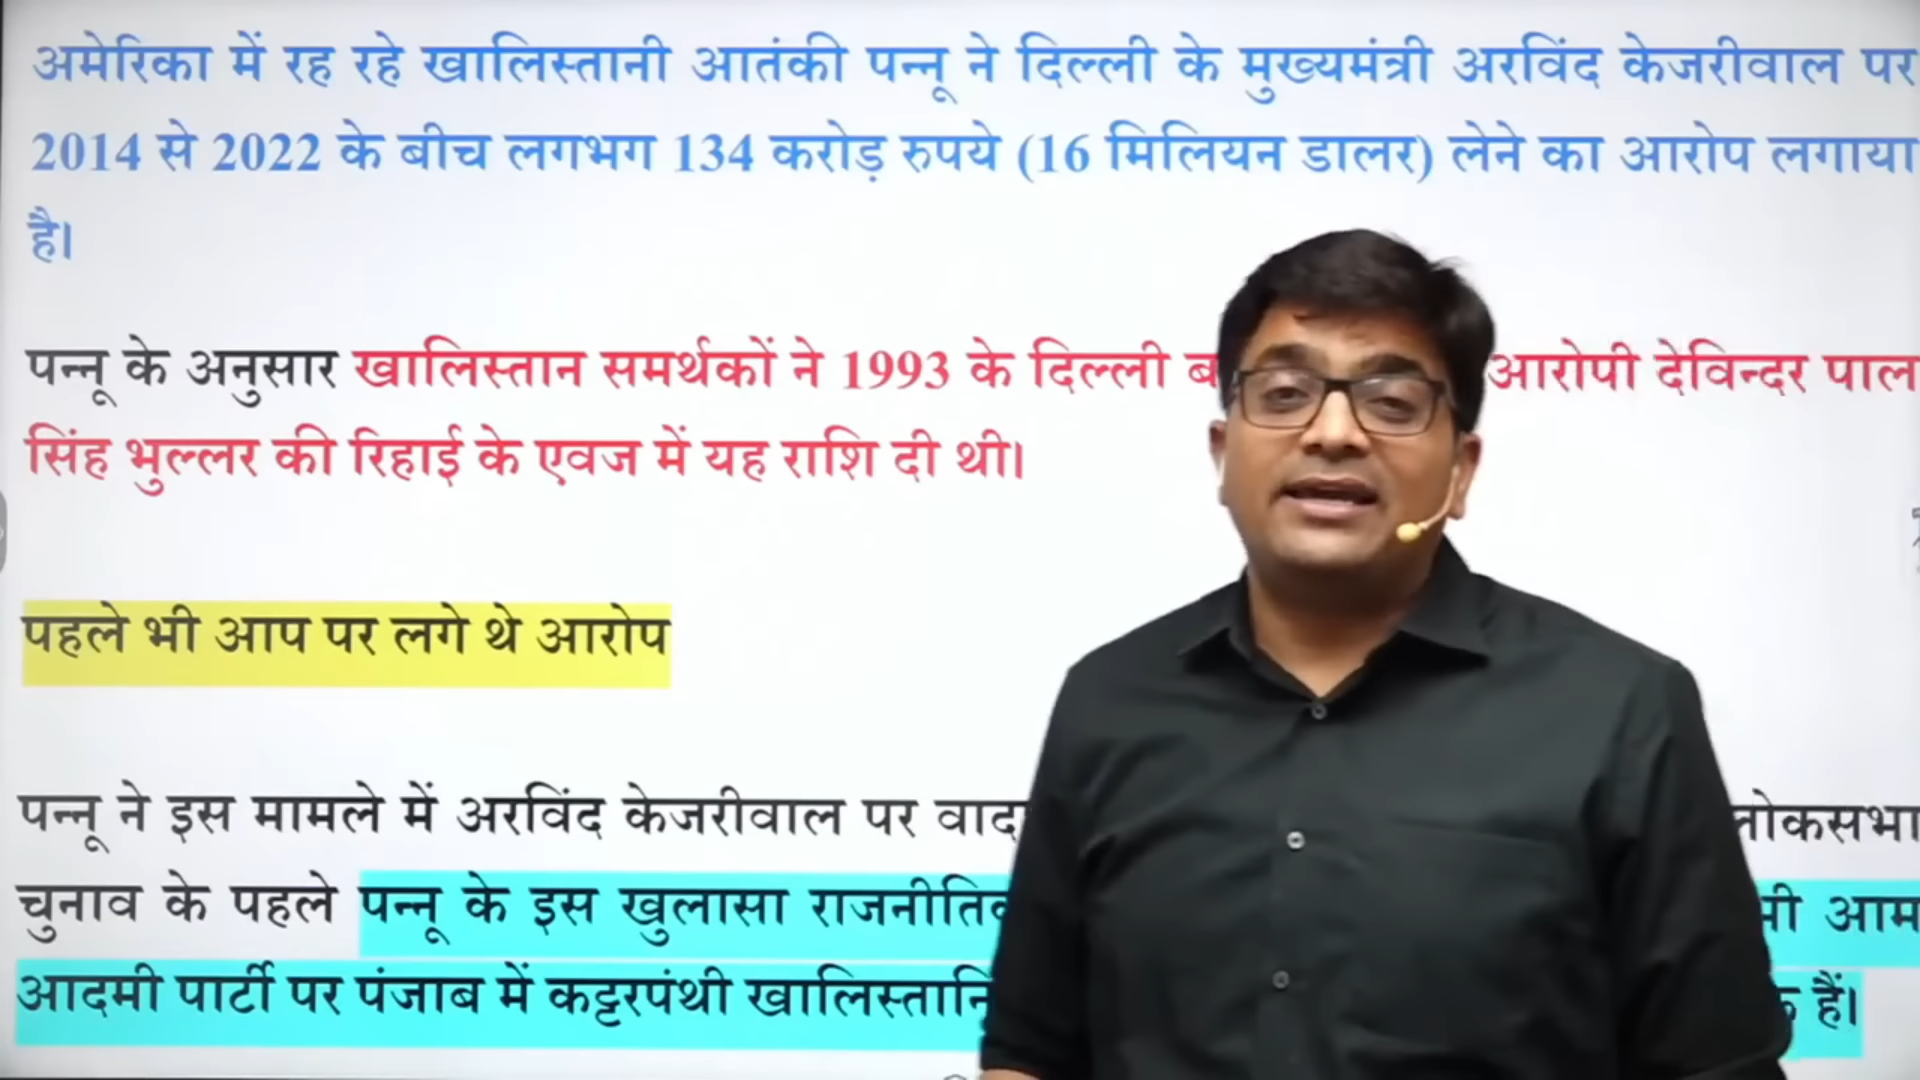 अमेरिका में रह रहे खालिस्तानी आतंकी पन्नू ने दिल्ली के मुख्यमंत्री अरविंद केजरीवाल पर
2014 से 2022 के बीच लगभग 134 करोड़ रुपये (16 मिलियन डालर) लेने का आरोप लगाया
है।
पन्नू के अनुसार खालिस्तान समर्थकों ने 1993 के दिल्ली आरोपी देविन्दर पाल
सिंह भुल्लर की रिहाई के एवज में यह राशि दी थी।
पहले भी आप पर लगे थे आरोप
पन्नू ने इस मामले में अरविंद केजरीवाल पर लोकसभा
चुनाव के पहले पन्नू के इस खुलासा आम
आदमी पार्टी पर पंजाब में कट्टरपंथी हैं।